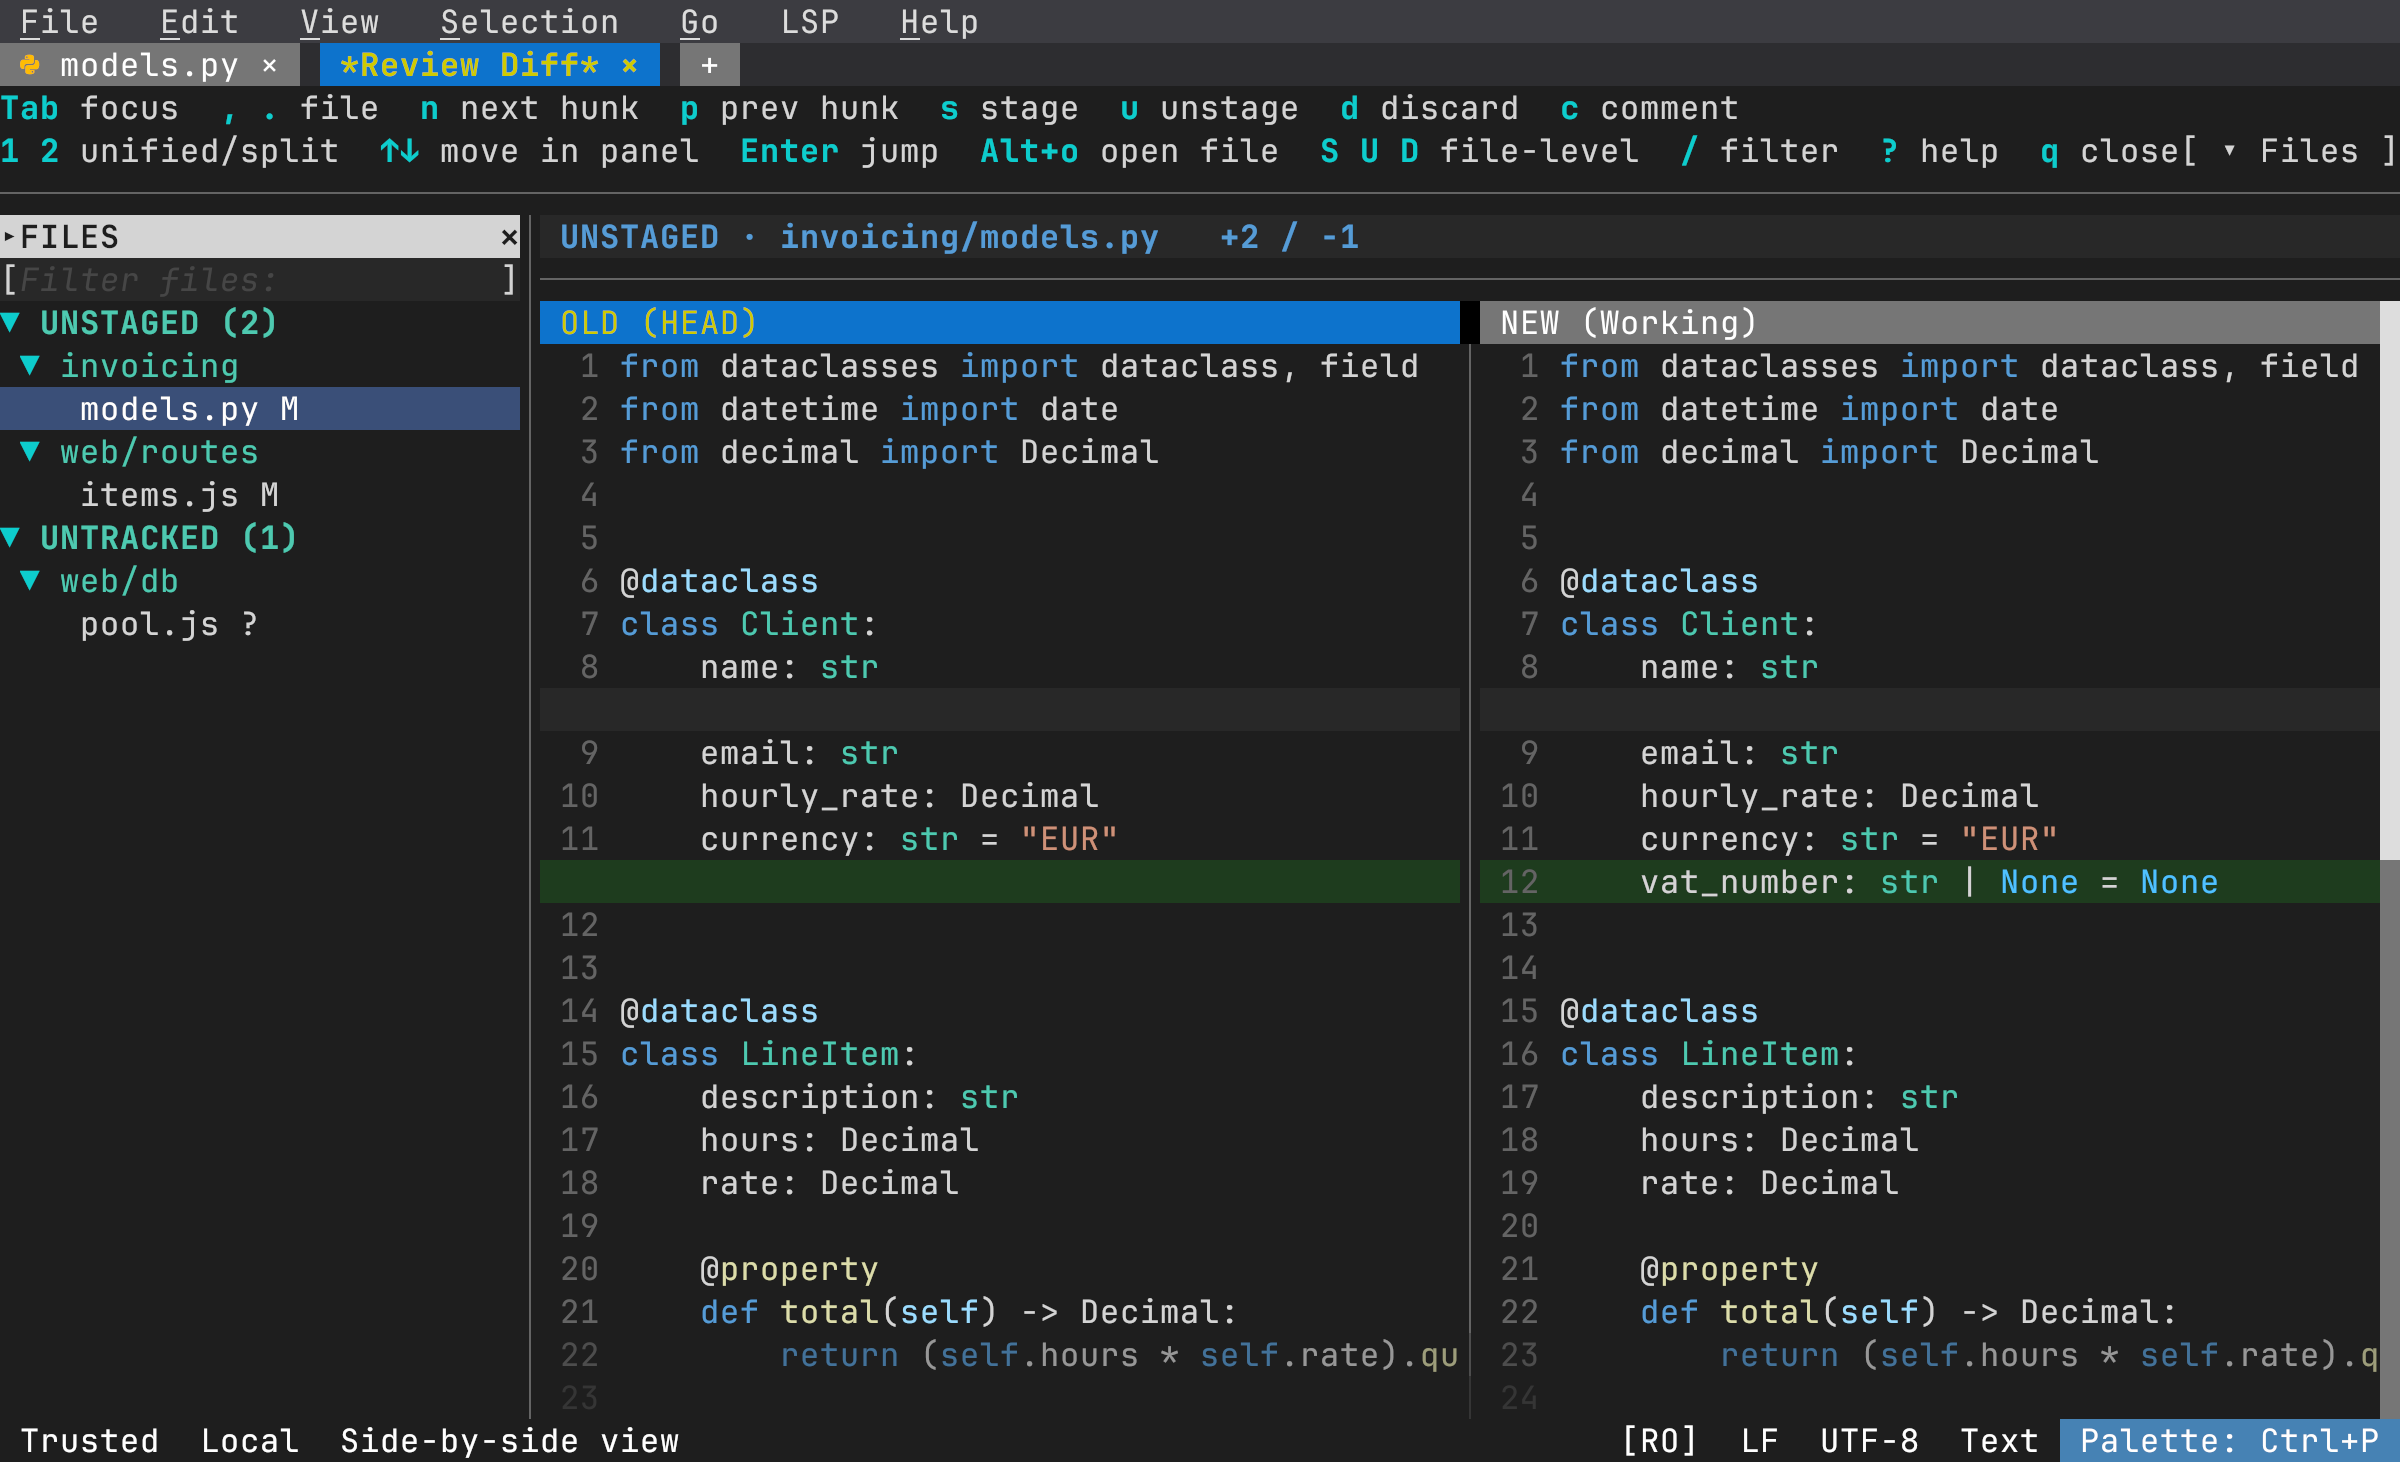 File   Edit   View   Selection   Go   LSP   Help
models.py ×   *Review Diff* ×   +
Tab focus  , . file  n next hunk  p prev hunk  s stage  u unstage  d discard  c comment
1 2 unified/split  ↑↓ move in panel  Enter jump  Alt+o open file  S U D file-level  / filter  ? help  q close[ ▾ Files ]
▸FILES ×
[Filter files: ]
▼ UNSTAGED (2)
▼ invoicing
models.py M
▼ web/routes
items.js M
▼ UNTRACKED (1)
▼ web/db
pool.js ?
UNSTAGED · invoicing/models.py   +2 / -1
OLD (HEAD)
1 from dataclasses import dataclass, field
2 from datetime import date
3 from decimal import Decimal
4
5
6 @dataclass
7 class Client:
8     name: str
9     email: str
10     hourly_rate: Decimal
11     currency: str = "EUR"
12
13
14 @dataclass
15 class LineItem:
16     description: str
17     hours: Decimal
18     rate: Decimal
19
20     @property
21     def total(self) -> Decimal:
22         return (self.hours * self.rate).qu
23
NEW (Working)
1 from dataclasses import dataclass, field
2 from datetime import date
3 from decimal import Decimal
4
5
6 @dataclass
7 class Client:
8     name: str
9     email: str
10     hourly_rate: Decimal
11     currency: str = "EUR"
12     vat_number: str | None = None
13
14
15 @dataclass
16 class LineItem:
17     description: str
18     hours: Decimal
19     rate: Decimal
20
21     @property
22     def total(self) -> Decimal:
23         return (self.hours * self.rate).q
24
Trusted  Local  Side-by-side view   [RO]  LF  UTF-8  Text  Palette: Ctrl+P